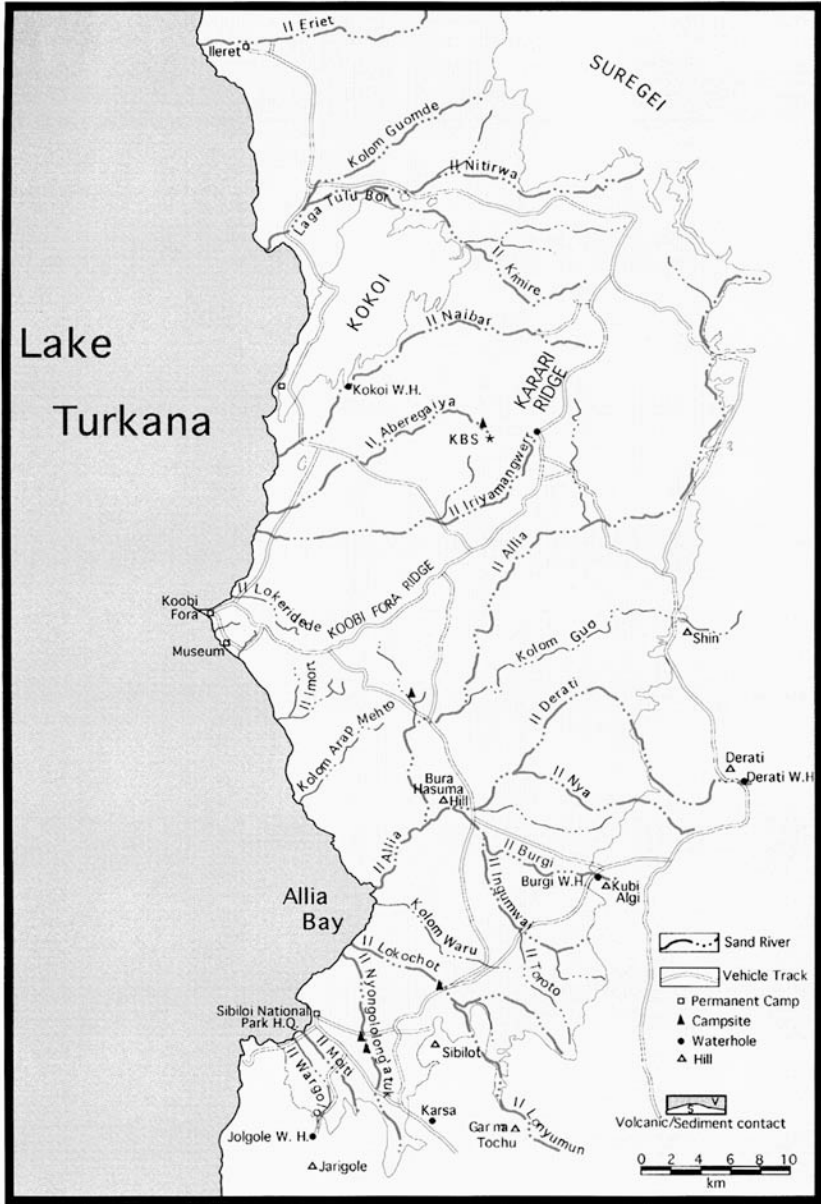 Il Eriet
Ileret
SUREGEI
Kolom Guomde
Il Nitirwa
Laga Tulu Bor
Il Kimire
KOKOI
Il Naibar
Lake
Turkana
Kokoi W.H.
KARARI
RIDGE
Il Aberegaiya
KBS
Il Iriyamangwe
Il Allia
Il Lokeridede
KOOBI FORA RIDGE
Koobi
Fora
Museum
Kolom Guo
Shin
Il Imort
Kolom Arap Mehto
Il Derati
Derati
Derati W.H
Il Nya
Bura
Hasuma
Hill
Il Allia
Il Burgi
Burgi W.H.
Kubi
Algi
Il Ingumwai
Allia
Bay
Kolom Waru
Il Lokochot
Il Toroto
Il Nyongololongatuk
Sibiloi National
Park H.Q.
Il Moiti
Il Wargolo
Sibilot
Jolgole W. H.
Karsa
Garma
Tochu
Il Lonyumun
Jarigole
Sand River
Vehicle Track
Permanent Camp
Campsite
Waterhole
Hill
V
S
Volcanic/Sediment contact
0 2 4 6 8 10
km